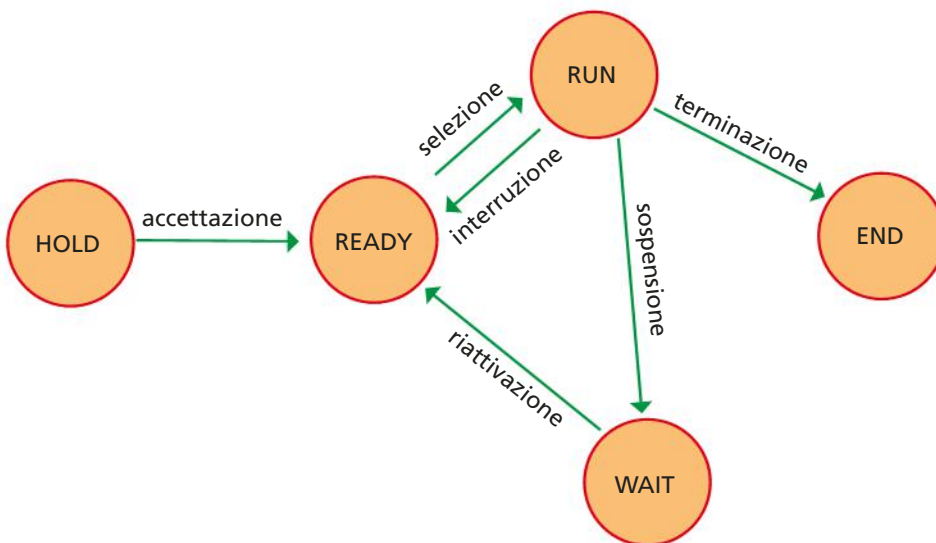 RUN
selezione
terminazione
interruzione
HOLD
accettazione
READY
sospensione
END
riattivazione
WAIT